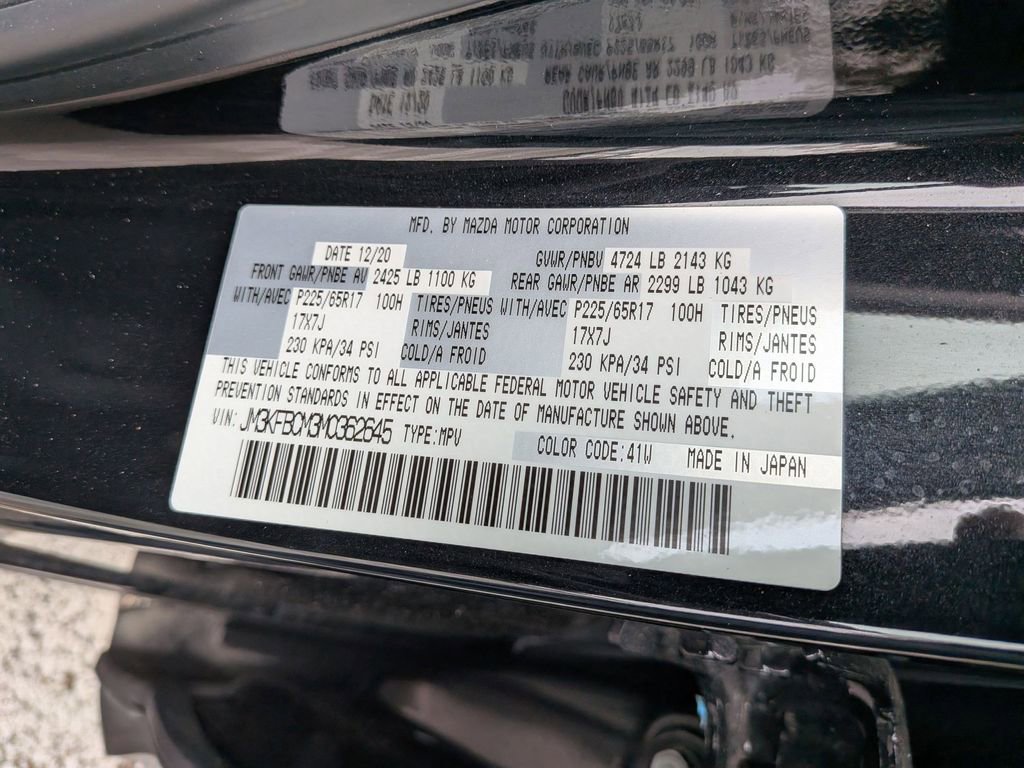 MFD. BY MAZDA MOTOR CORPORATION
DATE 12/20 GVWR/PNBV 4724 LB 2143 KG
FRONT GAWR/PNBE AV 2425 LB 1100 KG REAR GAWR/PNBE AR 2299 LB 1043 KG
WITH/AVEC P225/65R17 100H TIRES/PNEUS WITH/AVEC P225/65R17 100H TIRES/PNEUS
17X7J RIMS/JANTES 17X7J RIMS/JANTES
230 KPA/34 PSI COLD/A FROID 230 KPA/34 PSI COLD/A FROID
THIS VEHICLE CONFORMS TO ALL APPLICABLE FEDERAL MOTOR VEHICLE SAFETY AND THEFT
PREVENTION STANDARDS IN EFFECT ON THE DATE OF MANUFACTURE SHOWN ABOVE.
VIN: JM3KFBCM3M0362645 TYPE:MPV COLOR CODE:41W MADE IN JAPAN